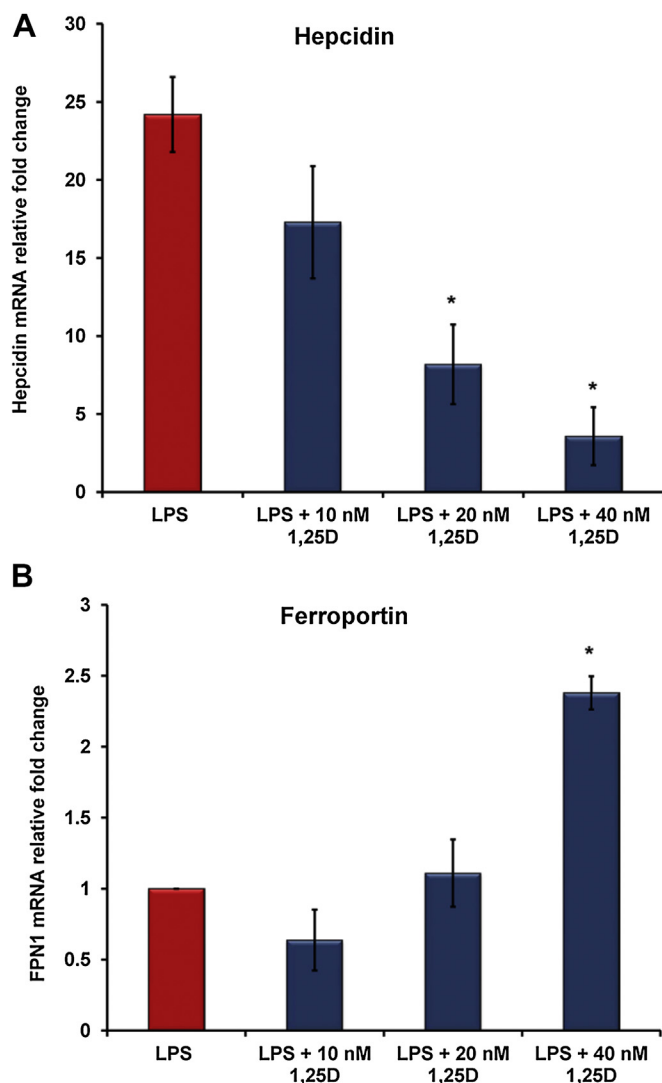 A
Hepcidin
Hepcidin mRNA relative fold change
30
25
20
15
10
5
0
*
*
LPS
LPS + 10 nM
1,25D
LPS + 20 nM
1,25D
LPS + 40 nM
1,25D
B
Ferroportin
FPN1 mRNA relative fold change
3
2.5
2
1.5
1
0.5
0
*
LPS
LPS + 10 nM
1,25D
LPS + 20 nM
1,25D
LPS + 40 nM
1,25D